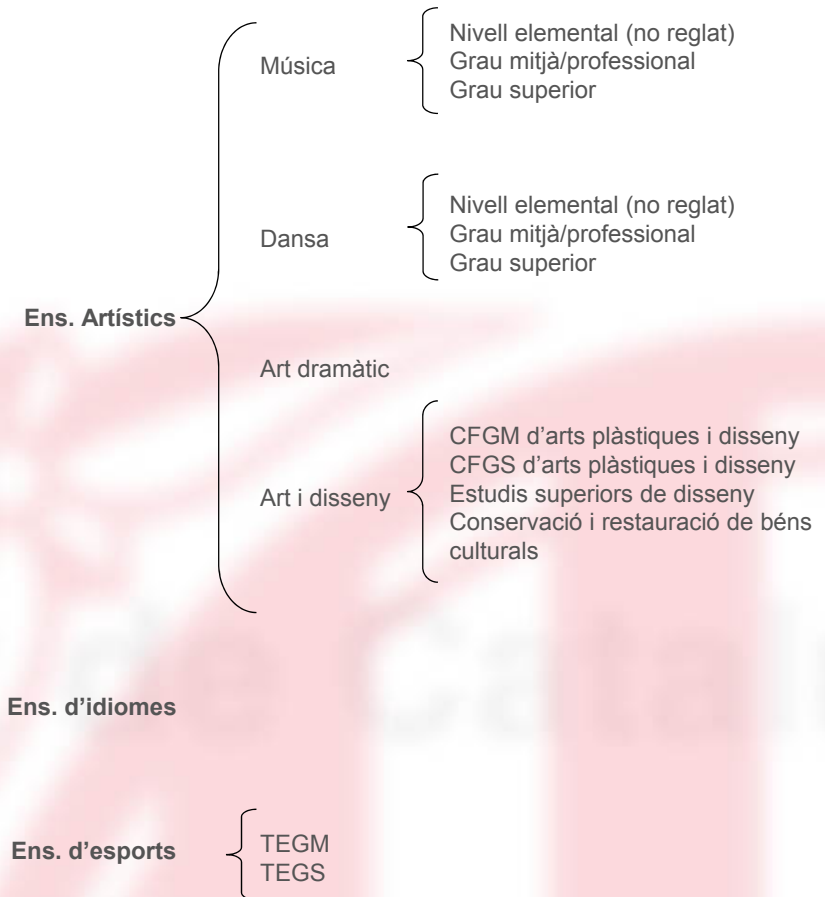 Música
Nivell elemental (no reglat)
Grau mitjà/professional
Grau superior
Dansa
Nivell elemental (no reglat)
Grau mitjà/professional
Grau superior
Ens. Artístics
Art dramàtic
Art i disseny
CFGM d’arts plàstiques i disseny
CFGS d’arts plàstiques i disseny
Estudis superiors de disseny
Conservació i restauració de béns
culturals
de Catal
Ens. d’idiomes
Ens. d’esports
TEGM
TEGS